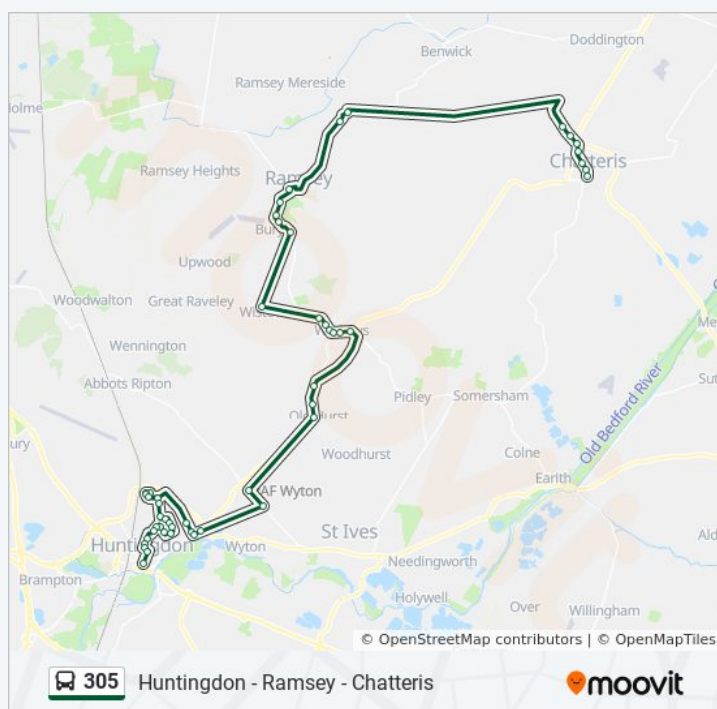 Doddington
Benwick
Ramsey Mereside
Holme
Chatteris
Ramsey Heights
Ramsey
Bury
Upwood
Woodwalton
Great Raveley
Wennington
Abbots Ripton
Pidley
Somersham
Old Bedford River
Woodhurst
Colne
Earith
AF Wyton
St Ives
Huntingdon
Wyton
Needingworth
Brampton
Holywell
Over
Willingham
© OpenStreetMap contributors | © OpenMapTiles
305 Huntingdon - Ramsey - Chatteris
moovit